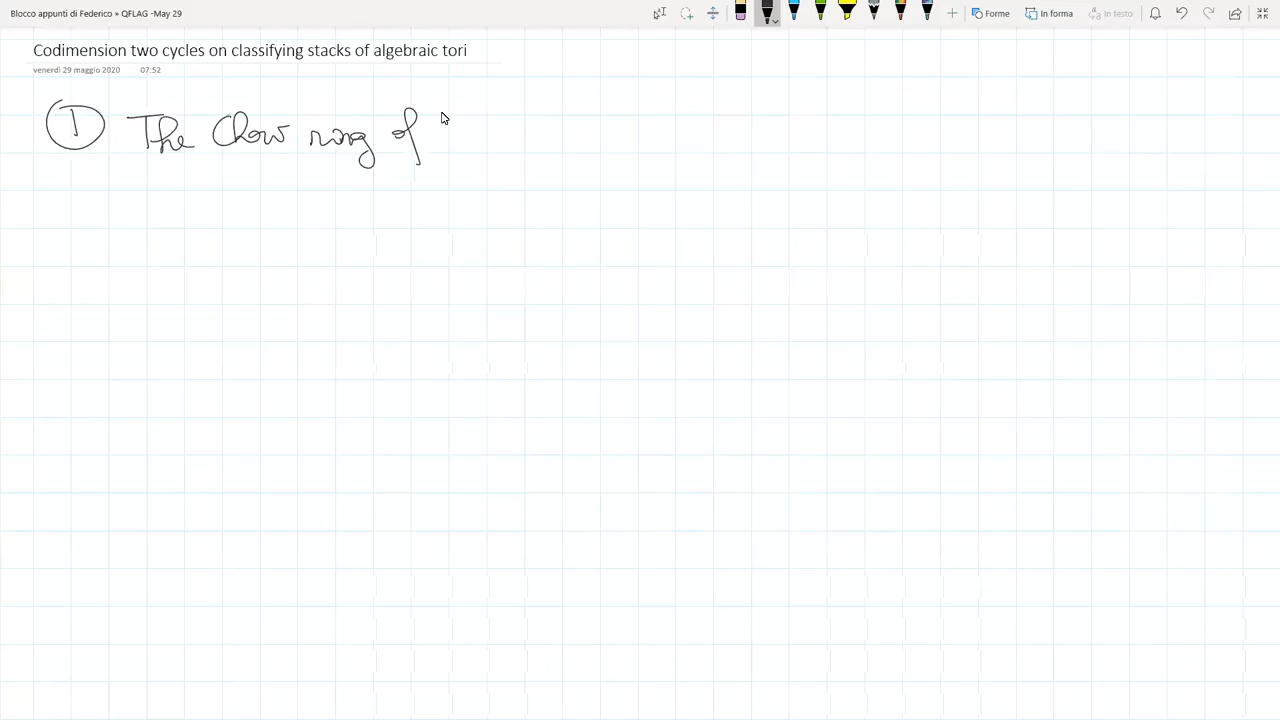 Blocco appunti di Federico » QFLAG -May 29
Forme
In forma
In testo
Codimension two cycles on classifying stacks of algebraic tori
venerdì 29 maggio 2020 07:52
① The Chow ring of